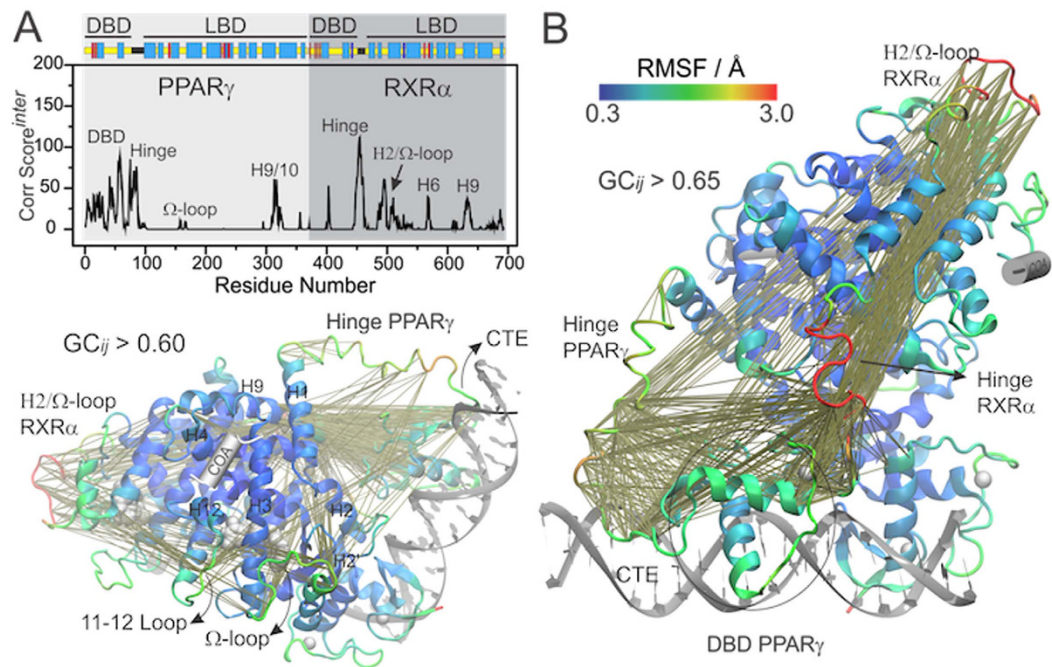 A
DBD LBD DBD LBD
200
150
100
50
0
Corr Score^inter
PPARγ
RXRα
DBD
Hinge
Ω-loop
H9/10
Hinge
H2/Ω-loop
H6
H9
0 100 200 300 400 500 600 700
Residue Number
GCij > 0.60
Hinge PPARγ
CTE
H2/Ω-loop
RXRα
H9
H1
H4
COA
H12
H3
H2
H2'
11-12 Loop
Ω-loop
B
RMSF / Å
0.3 3.0
H2/Ω-loop
RXRα
GCij > 0.65
COA
Hinge
PPARγ
Hinge
RXRα
CTE
DBD PPARγ